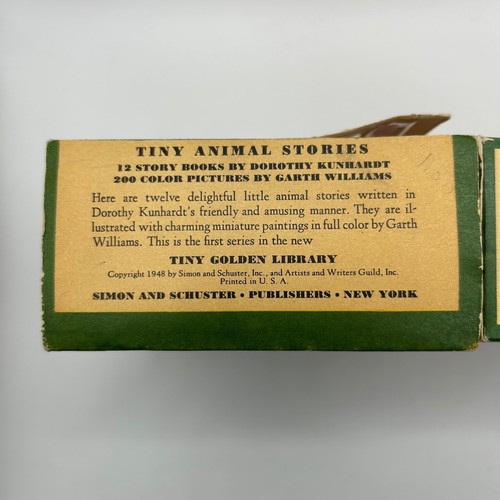 TINY ANIMAL STORIES
12 STORY BOOKS BY DOROTHY KUNHARDT
200 COLOR PICTURES BY GARTH WILLIAMS
Here are twelve delightful little animal stories written in
Dorothy Kunhardt's friendly and amusing manner. They are il-
lustrated with charming miniature paintings in full color by Garth
Williams. This is the first series in the new
TINY GOLDEN LIBRARY
Copyright 1948 by Simon and Schuster, Inc., and Artists and Writers Guild, Inc.
Printed in U. S. A.
SIMON AND SCHUSTER • PUBLISHERS • NEW YORK